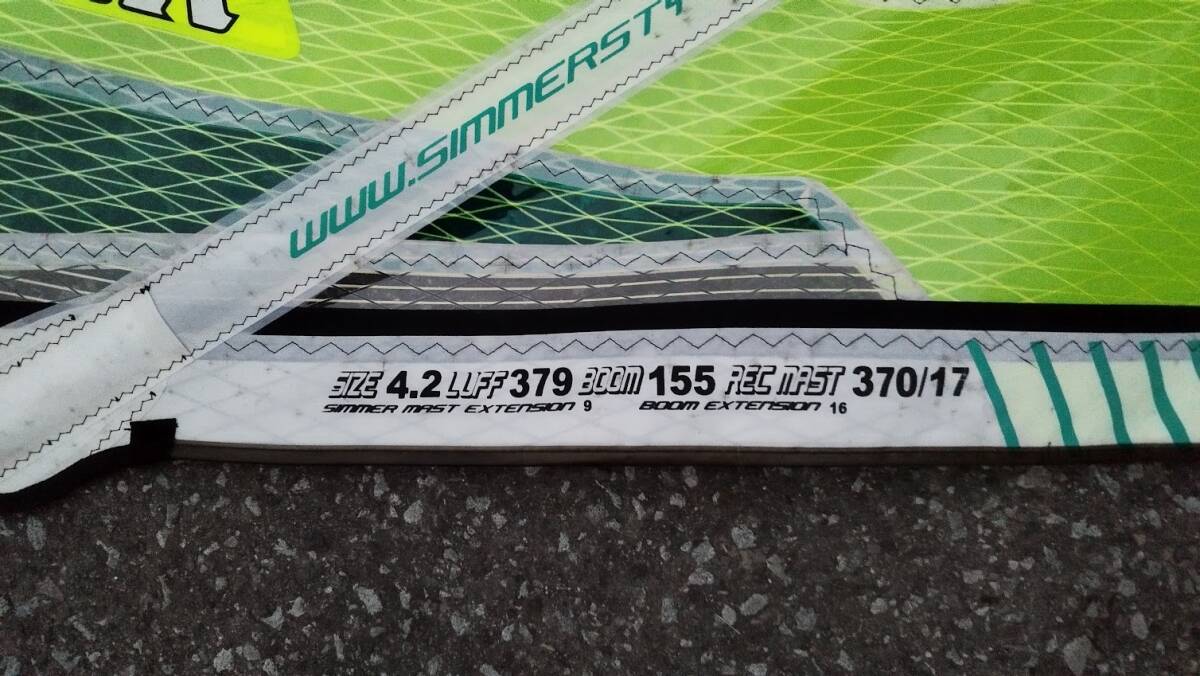 WWW.SIMMERSTY
SIZE 4.2 LUFF 379 BOOM 155 REC MAST 370/17
SIMMER MAST EXTENSION 9 BOOM EXTENSION 16